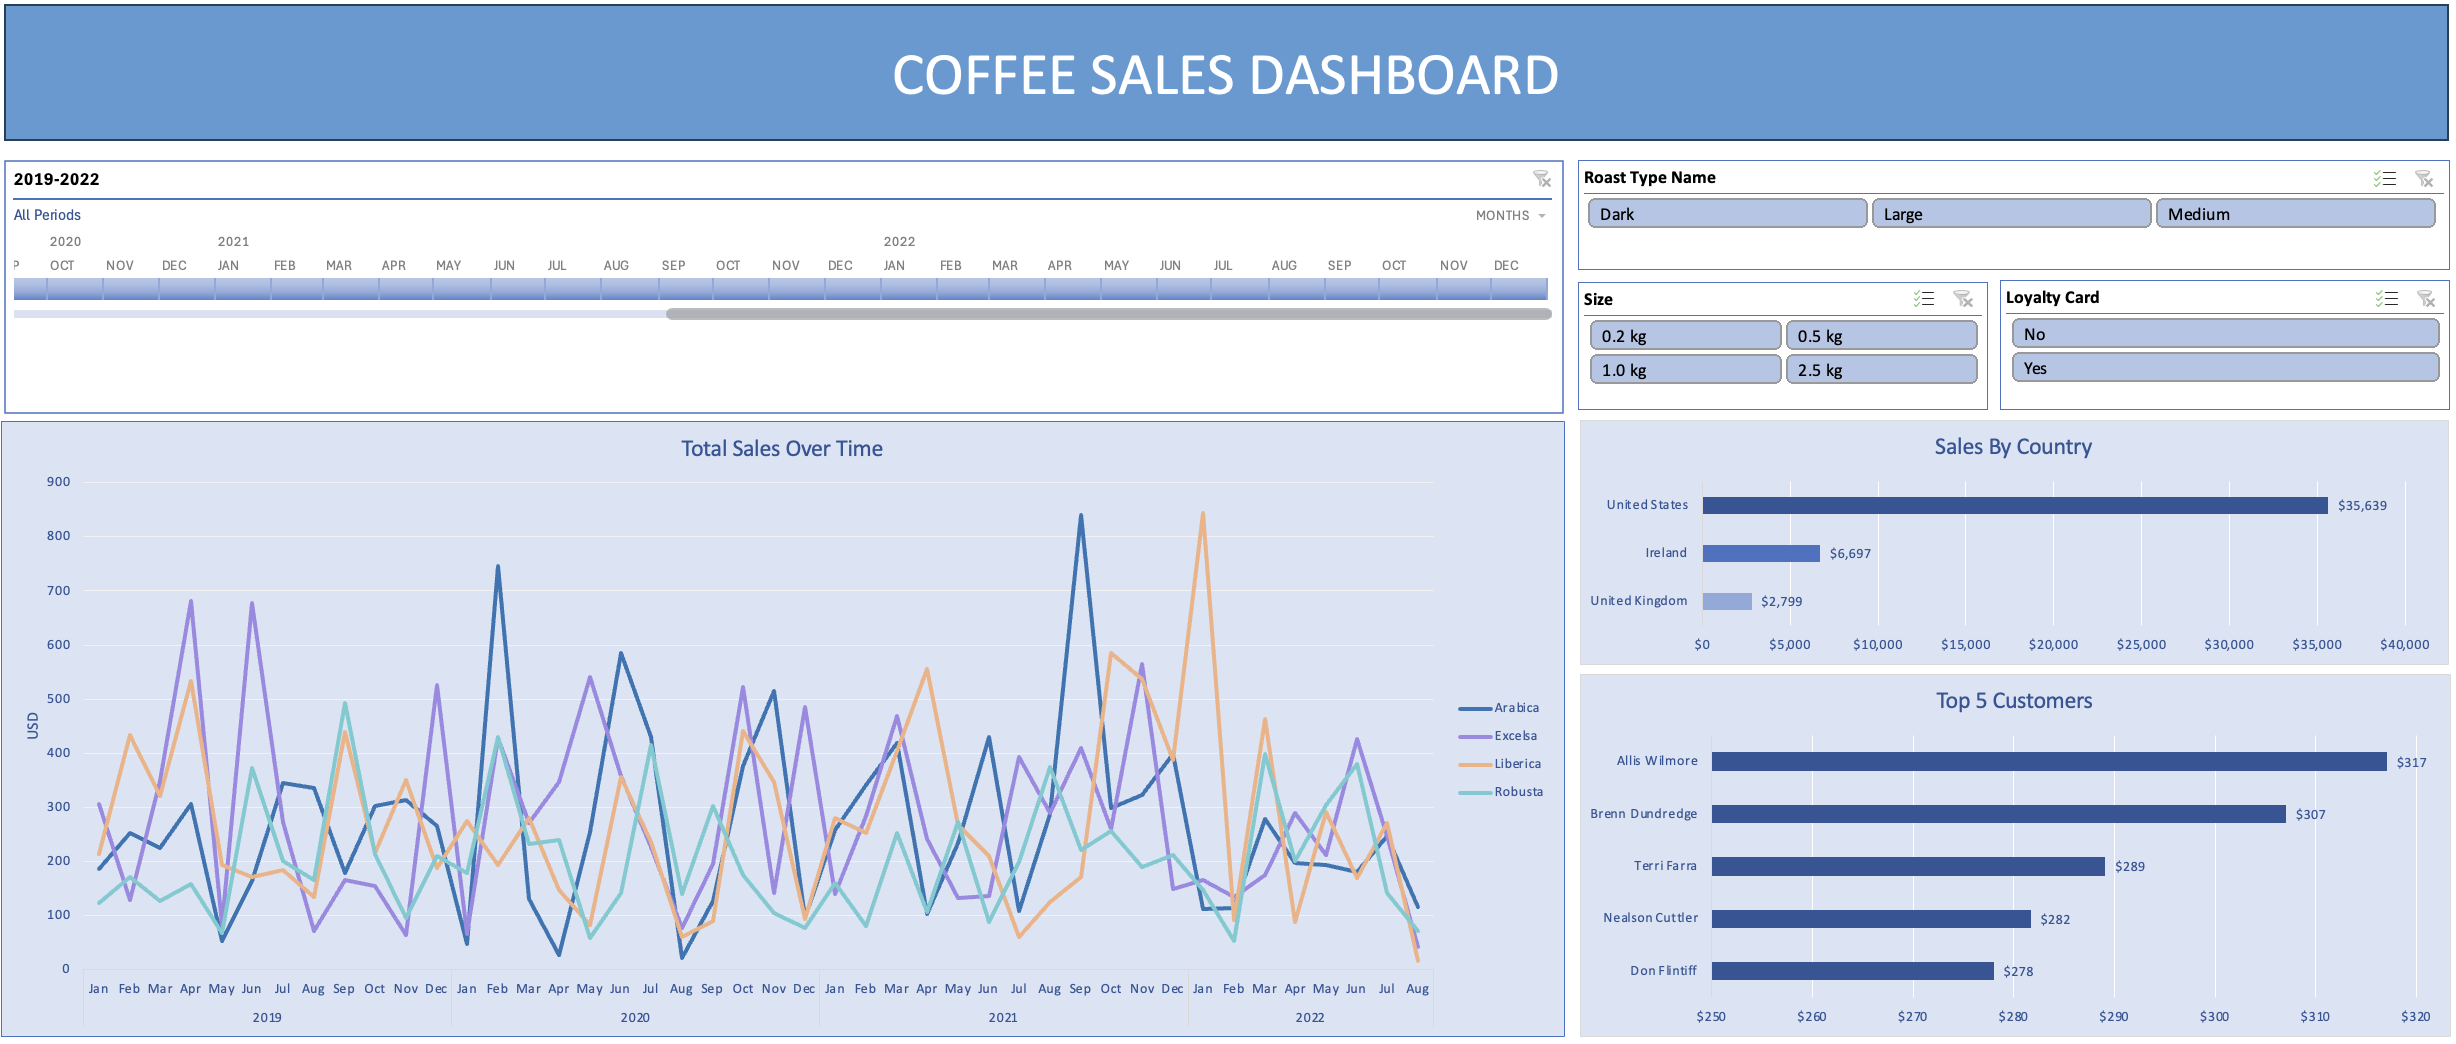 COFFEE SALES DASHBOARD
2019-2022
All Periods
MONTHS
2020 2021 2022
P OCT NOV DEC JAN FEB MAR APR MAY JUN JUL AUG SEP OCT NOV DEC JAN FEB MAR APR MAY JUN JUL AUG SEP OCT NOV DEC
Roast Type Name
Dark Large Medium
Size
0.2 kg 0.5 kg
1.0 kg 2.5 kg
Loyalty Card
No
Yes
Total Sales Over Time
900
800
700
600
500
400
300
200
100
0
USD
Jan Feb Mar Apr May Jun Jul Aug Sep Oct Nov Dec Jan Feb Mar Apr May Jun Jul Aug Sep Oct Nov Dec Jan Feb Mar Apr May Jun Jul Aug Sep Oct Nov Dec Jan Feb Mar Apr May Jun Jul Aug
2019 2020 2021 2022
Arabica
Excelsa
Liberica
Robusta
Sales By Country
United States $35,639
Ireland $6,697
United Kingdom $2,799
$0 $5,000 $10,000 $15,000 $20,000 $25,000 $30,000 $35,000 $40,000
Top 5 Customers
Allis Wilmore $317
Brenn Dundredge $307
Terri Farra $289
Nealson Cuttler $282
Don Flintiff $278
$250 $260 $270 $280 $290 $300 $310 $320